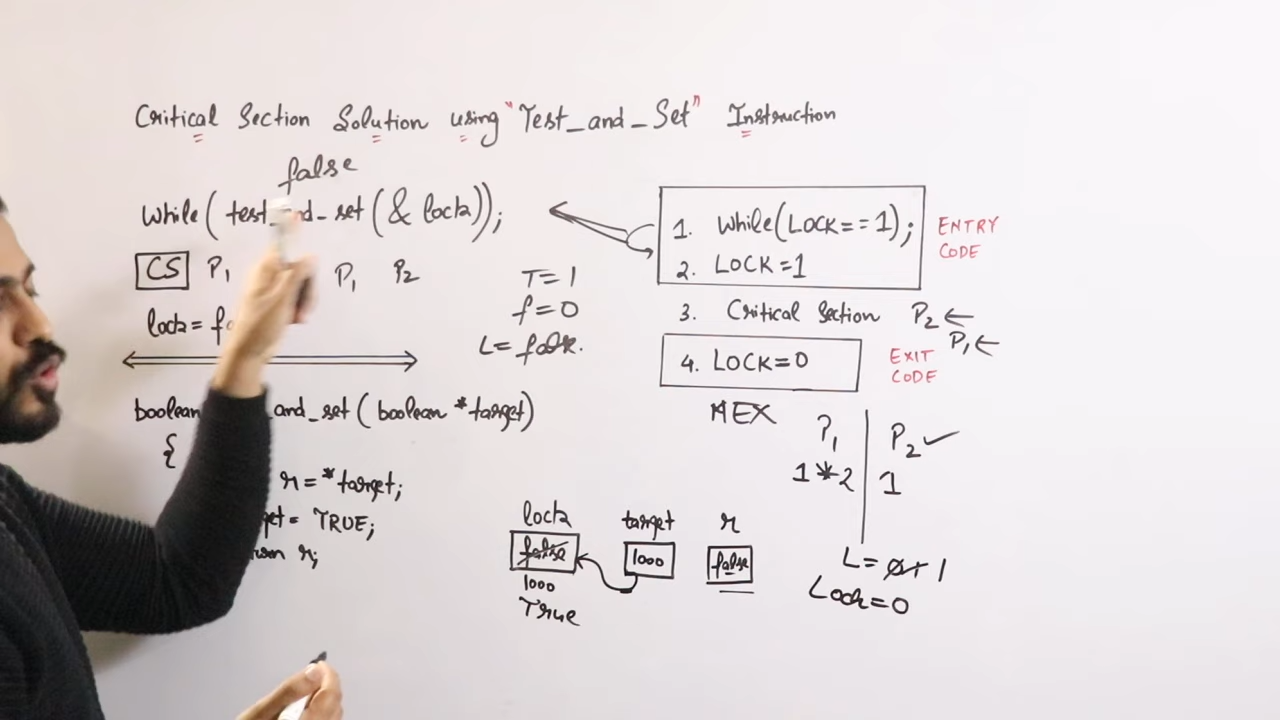 Critical Section Solution using "Test_and_Set" Instruction
false
while(test_and_set(& lock));
CS P1 P1 P2
lock = fa
T = 1
f = 0
L = false.
1. while(LOCK==1);
2. LOCK=1
ENTRY
CODE
3. Critical Section P2 ←
P1 ←
4. LOCK=0
EXIT
CODE
MEX
boolean _and_set(boolean *target)
{
r = *target;
get = TRUE;
r;
lock target r
false 1000 false
1000
True
P1 P2 ✓
1*2 1
L = 0 1 1
Lock=0